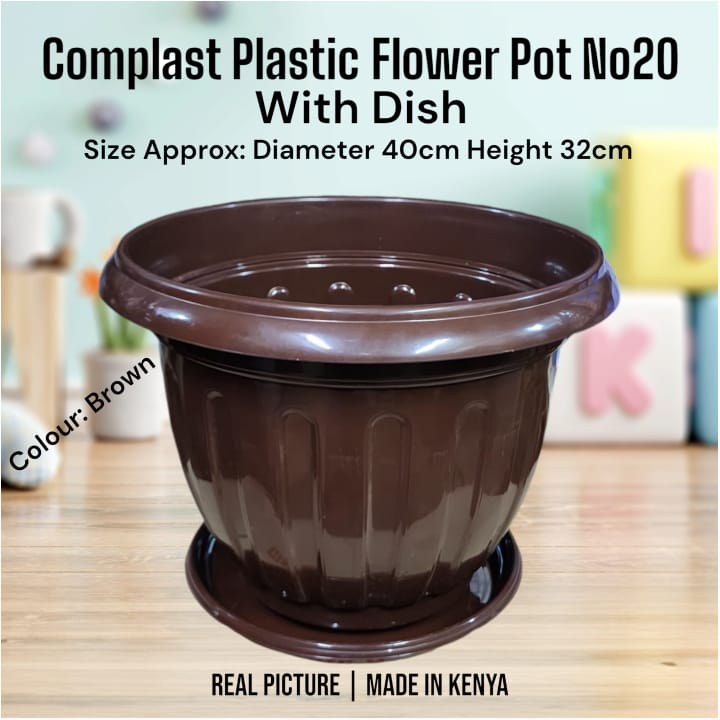 Complast Plastic Flower Pot No20
With Dish
Size Approx: Diameter 40cm Height 32cm
I
K
Colour: Brown
REAL PICTURE | MADE IN KENYA